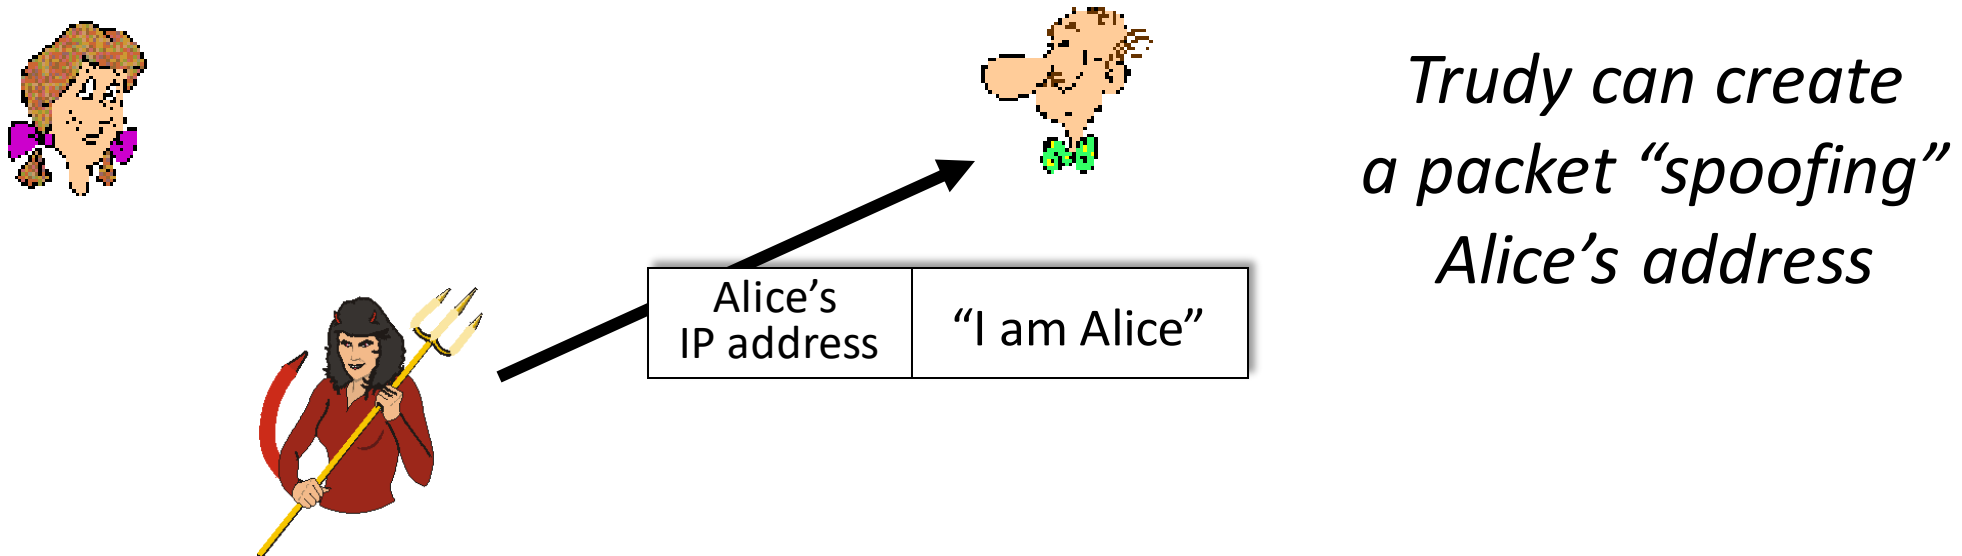 Trudy can create
a packet “spoofing”
Alice’s address
Alice’s
IP address
“I am Alice”